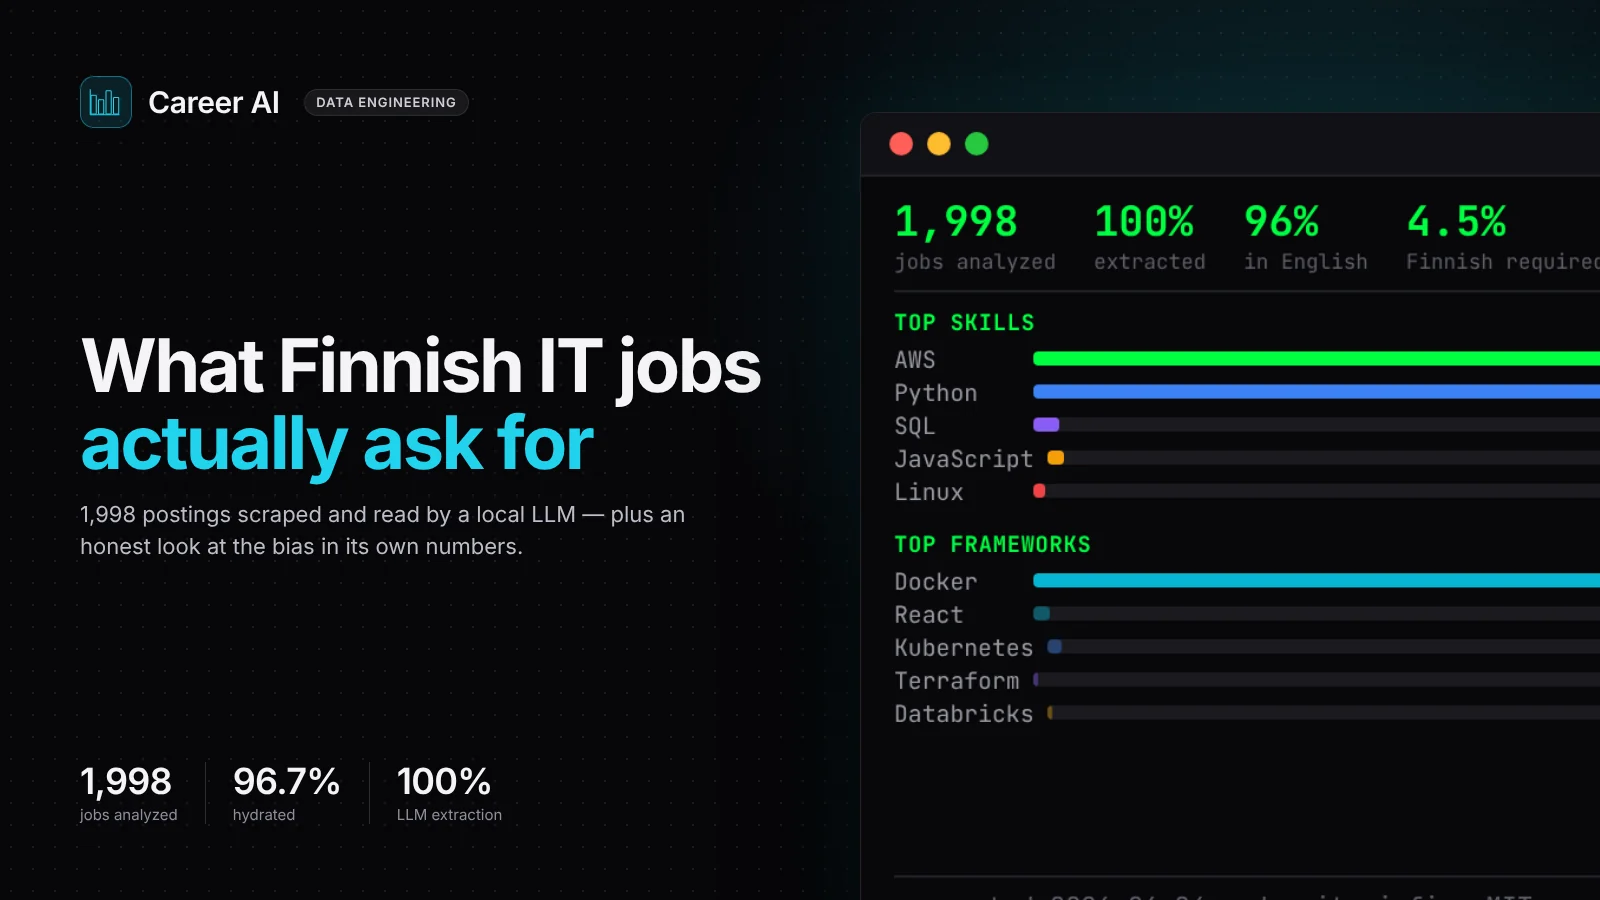 Career AI
DATA ENGINEERING
What Finnish IT jobs
actually ask for
1,998 postings scraped and read by a local LLM — plus an
honest look at the bias in its own numbers.
1,998
jobs analyzed
96.7%
hydrated
100%
LLM extraction
1,998
jobs analyzed
100%
extracted
96%
in English
4.5%
Finnish required
TOP SKILLS
AWS
Python
SQL
JavaScript
Linux
TOP FRAMEWORKS
Docker
React
Kubernetes
Terraform
Databricks